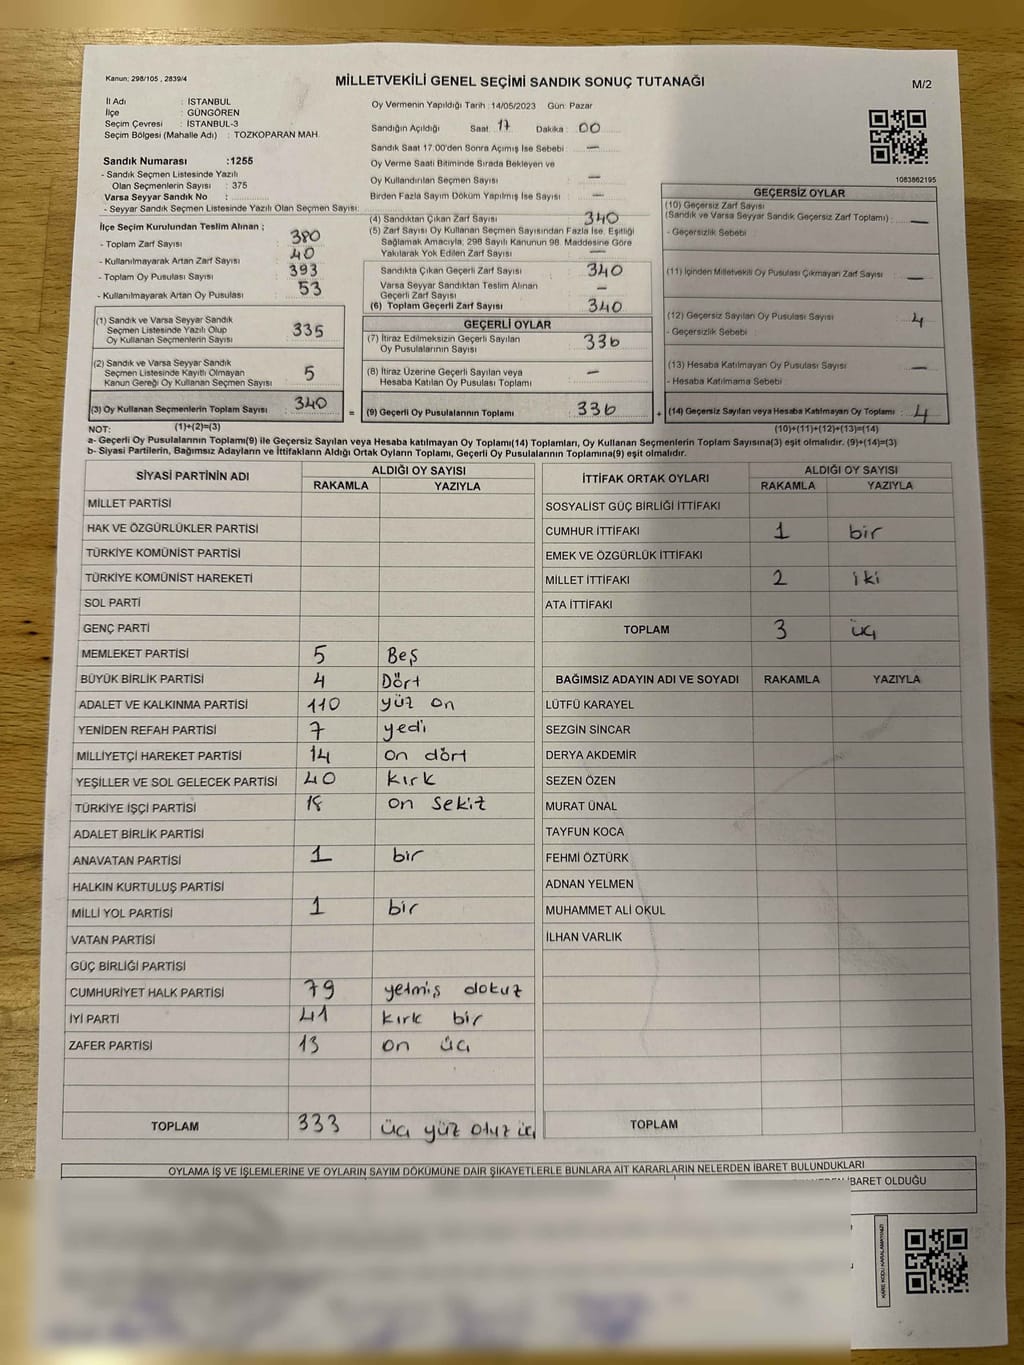 Kanun; 298/105 , 2839/4
MİLLETVEKİLİ GENEL SEÇİMİ SANDIK SONUÇ TUTANAĞI
M/2
İl Adı : İSTANBUL
İlçe : GÜNGÖREN
Seçim Çevresi : İSTANBUL-3
Seçim Bölgesi (Mahalle Adı) : TOZKOPARAN MAH.
Sandık Numarası :1255
- Sandık Seçmen Listesinde Yazılı
Olan Seçmenlerin Sayısı : 375
Varsa Seyyar Sandık No :
- Seyyar Sandık Seçmen Listesinde Yazılı Olan Seçmen Sayısı:
İlçe Seçim Kurulundan Teslim Alınan ;
- Toplam Zarf Sayısı 380
- Kullanılmayarak Artan Zarf Sayısı 40
- Toplam Oy Pusulası Sayısı 393
- Kullanılmayarak Artan Oy Pusulası 53
(1) Sandık ve Varsa Seyyar Sandık
Seçmen Listesinde Yazılı Olup
Oy Kullanan Seçmenlerin Sayısı 335
(2) Sandık ve Varsa Seyyar Sandık
Seçmen Listesinde Kayıtlı Olmayan
Kanun Gereği Oy Kullanan Seçmen Sayısı 5
(3) Oy Kullanan Seçmenlerin Toplam Sayısı 340 =
(1)+(2)=(3)
Oy Vermenin Yapıldığı Tarih : 14/05/2023 Gün: Pazar
Sandığın Açıldığı Saat: 17 Dakika : 00
Sandık Saat 17:00'den Sonra Açımış İse Sebebi : —
Oy Verme Saati Bitiminde Sırada Bekleyen ve
Oy Kullandırılan Seçmen Sayısı —
Birden Fazla Sayım Döküm Yapılmış İse Sayısı : —
(4) Sandıktan Çıkan Zarf Sayısı 340
(5) Zarf Sayısı Oy Kullanan Seçmen Sayısından Fazla İse, Eşitliği
Sağlamak Amacıyla, 298 Sayılı Kanunun 98. Maddesine Göre
Yakılarak Yok Edilen Zarf Sayısı —
Sandıkta Çıkan Geçerli Zarf Sayısı 340
Varsa Seyyar Sandıktan Teslim Alınan
Geçerli Zarf Sayısı —
(6) Toplam Geçerli Zarf Sayısı 340
GEÇERLİ OYLAR
(7) İtiraz Edilmeksizin Geçerli Sayılan
Oy Pusulalarının Sayısı 336
(8) İtiraz Üzerine Geçerli Sayılan veya
Hesaba Katılan Oy Pusulası Toplamı —
(9) Geçerli Oy Pusulalarının Toplamı 336 +
1083862195
GEÇERSİZ OYLAR
(10) Geçersiz Zarf Sayısı
(Sandık ve Varsa Seyyar Sandık Geçersiz Zarf Toplamı) : —
- Geçersizlik Sebebi :
(11) İçinden Milletvekili Oy Pusulası Çıkmayan Zarf Sayısı —
(12) Geçersiz Sayılan Oy Pusulası Sayısı 4
- Geçersizlik Sebebi :
(13) Hesaba Katılmayan Oy Pusulası Sayısı —
- Hesaba Katılmama Sebebi :
(14) Geçersiz Sayılan veya Hesaba Katılmayan Oy Toplamı : 4
(10)+(11)+(12)+(13)=(14)
NOT:
a- Geçerli Oy Pusulalarının Toplamı(9) ile Geçersiz Sayılan veya Hesaba katılmayan Oy Toplamı(14) Toplamları, Oy Kullanan Seçmenlerin Toplam Sayısına(3) eşit olmalıdır. (9)+(14)=(3)
b- Siyasi Partilerin, Bağımsız Adayların ve İttifakların Aldığı Ortak Oyların Toplamı, Geçerli Oy Pusulalarının Toplamına(9) eşit olmalıdır.
SİYASİ PARTİNİN ADI ALDIĞI OY SAYISI
RAKAMLA YAZIYLA
MİLLET PARTİSİ
HAK VE ÖZGÜRLÜKLER PARTİSİ
TÜRKİYE KOMÜNİST PARTİSİ
TÜRKİYE KOMÜNİST HAREKETİ
SOL PARTİ
GENÇ PARTİ
MEMLEKET PARTİSİ 5 Beş
BÜYÜK BİRLİK PARTİSİ 4 Dört
ADALET VE KALKINMA PARTİSİ 110 yüz on
YENİDEN REFAH PARTİSİ 7 yedi
MİLLİYETÇİ HAREKET PARTİSİ 14 on dört
YEŞİLLER VE SOL GELECEK PARTİSİ 40 kırk
TÜRKİYE İŞÇİ PARTİSİ 18 on sekiz
ADALET BİRLİK PARTİSİ
ANAVATAN PARTİSİ 1 bir
HALKIN KURTULUŞ PARTİSİ
MİLLİ YOL PARTİSİ 1 bir
VATAN PARTİSİ
GÜÇ BİRLİĞİ PARTİSİ
CUMHURİYET HALK PARTİSİ 79 yetmiş dokuz
İYİ PARTİ 41 kırk bir
ZAFER PARTİSİ 13 on üç
TOPLAM 333 üç yüz otuz üç
İTTİFAK ORTAK OYLARI ALDIĞI OY SAYISI
RAKAMLA YAZIYLA
SOSYALİST GÜÇ BİRLİĞİ İTTİFAKI
CUMHUR İTTİFAKI 1 bir
EMEK VE ÖZGÜRLÜK İTTİFAKI
MİLLET İTTİFAKI 2 iki
ATA İTTİFAKI
TOPLAM 3 üç
BAĞIMSIZ ADAYIN ADI VE SOYADI RAKAMLA YAZIYLA
LÜTFÜ KARAYEL
SEZGİN SİNCAR
DERYA AKDEMİR
SEZEN ÖZEN
MURAT ÜNAL
TAYFUN KOCA
FEHMİ ÖZTÜRK
ADNAN YELMEN
MUHAMMET ALİ OKUL
İLHAN VARLIK
TOPLAM
OYLAMA İŞ VE İŞLEMLERİNE VE OYLARIN SAYIM DÖKÜMÜNE DAİR ŞİKAYETLERLE BUNLARA AİT KARARLARIN NELERDEN İBARET BULUNDUKLARI
İBARET OLDUĞU